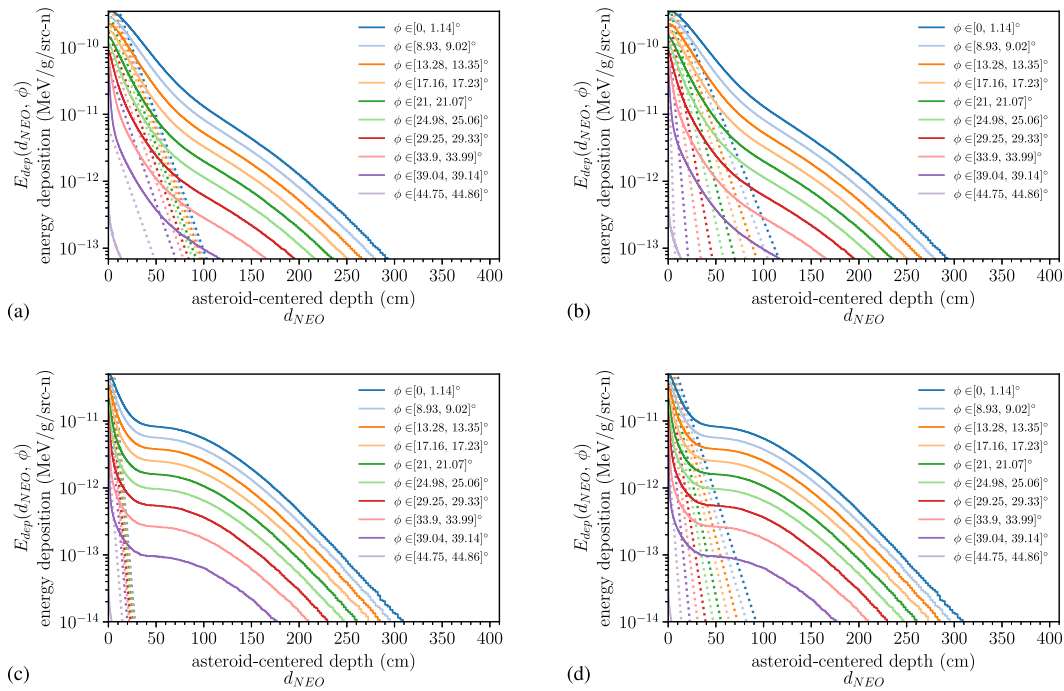 E_dep(d_NEO, ϕ)
energy deposition (MeV/g/src-n)
10⁻¹⁰
10⁻¹¹
10⁻¹²
10⁻¹³
ϕ ∈[0, 1.14]°
ϕ ∈[8.93, 9.02]°
ϕ ∈[13.28, 13.35]°
ϕ ∈[17.16, 17.23]°
ϕ ∈[21, 21.07]°
ϕ ∈[24.98, 25.06]°
ϕ ∈[29.25, 29.33]°
ϕ ∈[33.9, 33.99]°
ϕ ∈[39.04, 39.14]°
ϕ ∈[44.75, 44.86]°
0 50 100 150 200 250 300 350 400
asteroid-centered depth (cm)
d_NEO
(a)
E_dep(d_NEO, ϕ)
energy deposition (MeV/g/src-n)
10⁻¹⁰
10⁻¹¹
10⁻¹²
10⁻¹³
ϕ ∈[0, 1.14]°
ϕ ∈[8.93, 9.02]°
ϕ ∈[13.28, 13.35]°
ϕ ∈[17.16, 17.23]°
ϕ ∈[21, 21.07]°
ϕ ∈[24.98, 25.06]°
ϕ ∈[29.25, 29.33]°
ϕ ∈[33.9, 33.99]°
ϕ ∈[39.04, 39.14]°
ϕ ∈[44.75, 44.86]°
0 50 100 150 200 250 300 350 400
asteroid-centered depth (cm)
d_NEO
(b)
E_dep(d_NEO, ϕ)
energy deposition (MeV/g/src-n)
10⁻¹¹
10⁻¹²
10⁻¹³
10⁻¹⁴
ϕ ∈[0, 1.14]°
ϕ ∈[8.93, 9.02]°
ϕ ∈[13.28, 13.35]°
ϕ ∈[17.16, 17.23]°
ϕ ∈[21, 21.07]°
ϕ ∈[24.98, 25.06]°
ϕ ∈[29.25, 29.33]°
ϕ ∈[33.9, 33.99]°
ϕ ∈[39.04, 39.14]°
ϕ ∈[44.75, 44.86]°
0 50 100 150 200 250 300 350 400
asteroid-centered depth (cm)
d_NEO
(c)
E_dep(d_NEO, ϕ)
energy deposition (MeV/g/src-n)
10⁻¹¹
10⁻¹²
10⁻¹³
10⁻¹⁴
ϕ ∈[0, 1.14]°
ϕ ∈[8.93, 9.02]°
ϕ ∈[13.28, 13.35]°
ϕ ∈[17.16, 17.23]°
ϕ ∈[21, 21.07]°
ϕ ∈[24.98, 25.06]°
ϕ ∈[29.25, 29.33]°
ϕ ∈[33.9, 33.99]°
ϕ ∈[39.04, 39.14]°
ϕ ∈[44.75, 44.86]°
0 50 100 150 200 250 300 350 400
asteroid-centered depth (cm)
d_NEO
(d)